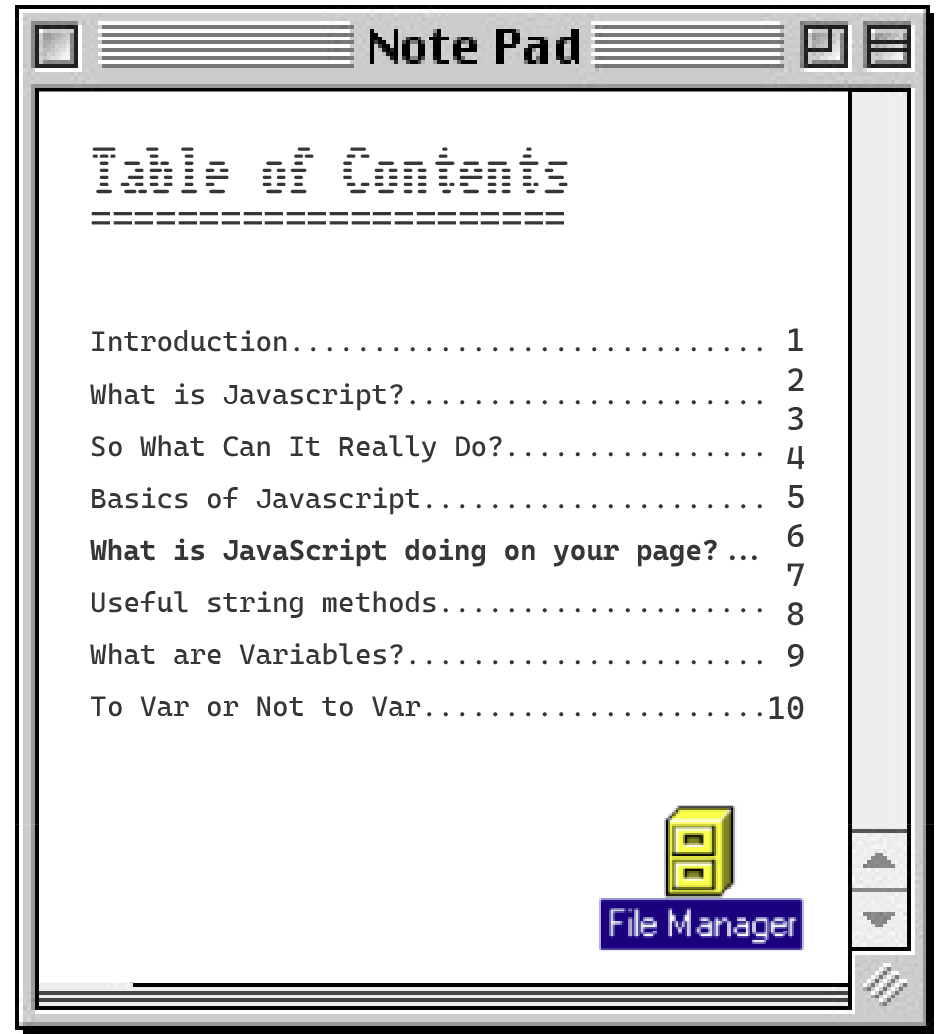 Note Pad
Table of Contents
======================
Introduction............................. 1
What is Javascript?...................... 2
3
So What Can It Really Do?................ 4
Basics of Javascript..................... 5
What is JavaScript doing on your page?... 6
7
Useful string methods.................... 8
What are Variables?...................... 9
To Var or Not to Var.....................10
File Manager